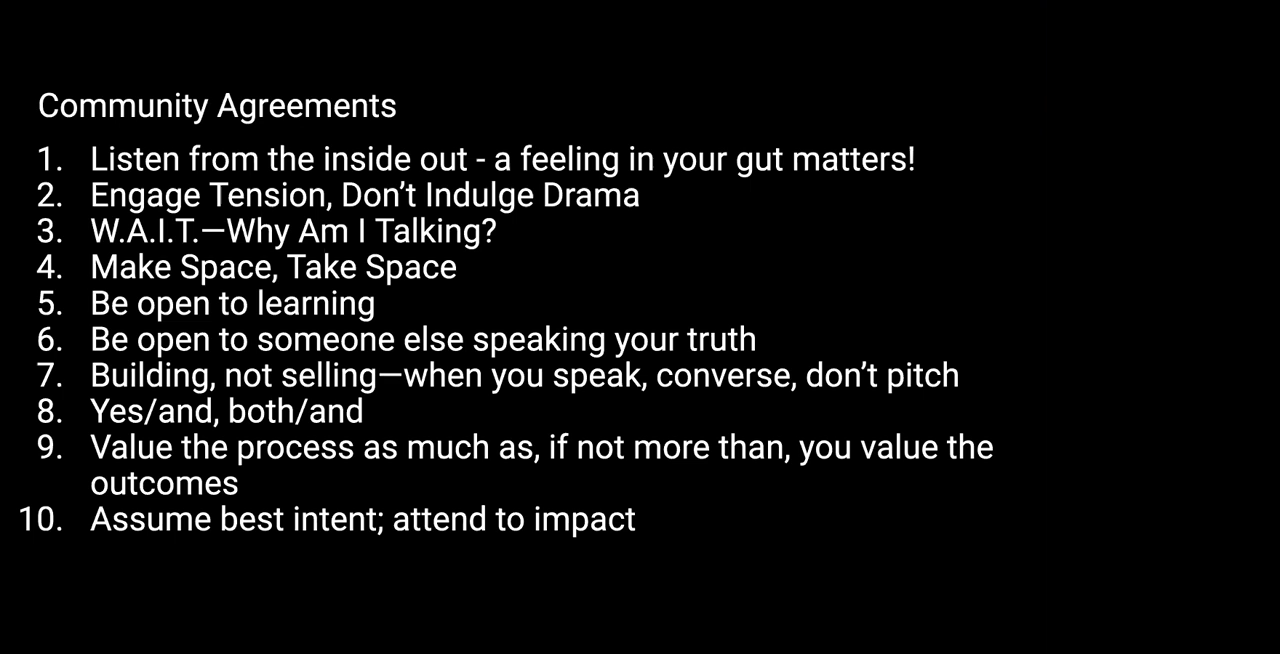 Community Agreements
1. Listen from the inside out - a feeling in your gut matters!
2. Engage Tension, Don’t Indulge Drama
3. W.A.I.T.—Why Am I Talking?
4. Make Space, Take Space
5. Be open to learning
6. Be open to someone else speaking your truth
7. Building, not selling—when you speak, converse, don’t pitch
8. Yes/and, both/and
9. Value the process as much as, if not more than, you value the
outcomes
10. Assume best intent; attend to impact